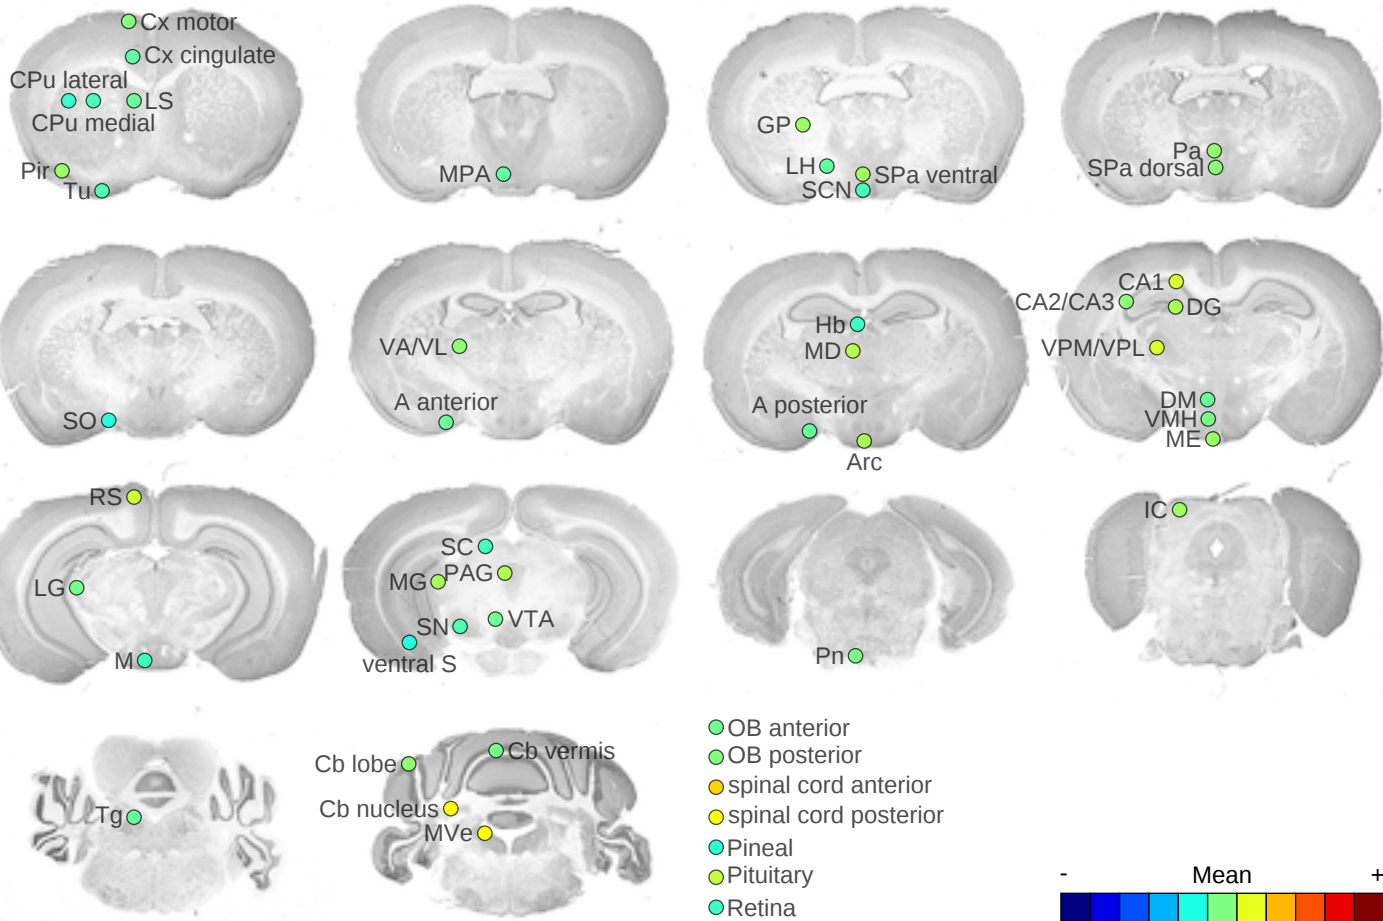 Cx motor
Cx cingulate
CPu lateral
LS
CPu medial
Pir
Tu
MPA
GP
LH
SPa ventral
SCN
Pa
SPa dorsal
SO
VA/VL
A anterior
Hb
MD
A posterior
Arc
CA1
CA2/CA3
DG
VPM/VPL
DM
VMH
ME
RS
LG
M
SC
MG
PAG
SN
VTA
ventral S
Pn
IC
Tg
Cb lobe
Cb vermis
Cb nucleus
MVe
OB anterior
OB posterior
spinal cord anterior
spinal cord posterior
Pineal
Pituitary
Retina
- Mean +